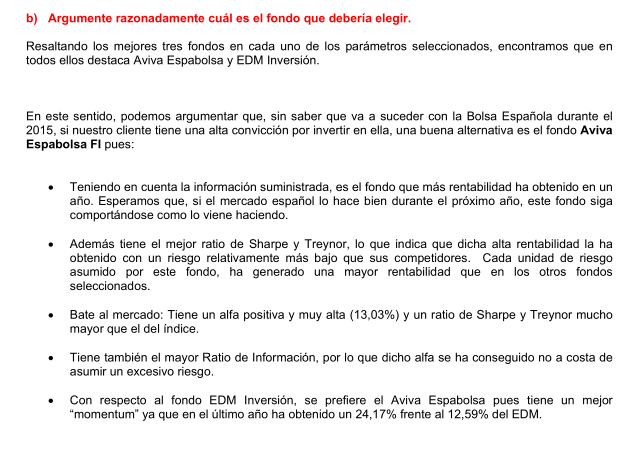 b) Argumente razonadamente cuál es el fondo que debería elegir.
Resaltando los mejores tres fondos en cada uno de los parámetros seleccionados, encontramos que en
todos ellos destaca Aviva Espabolsa y EDM Inversión.
En este sentido, podemos argumentar que, sin saber que va a suceder con la Bolsa Española durante el
2015, si nuestro cliente tiene una alta convicción por invertir en ella, una buena alternativa es el fondo Aviva
Espabolsa FI pues:
• Teniendo en cuenta la información suministrada, es el fondo que más rentabilidad ha obtenido en un
año. Esperamos que, si el mercado español lo hace bien durante el próximo año, este fondo siga
comportándose como lo viene haciendo.
• Además tiene el mejor ratio de Sharpe y Treynor, lo que indica que dicha alta rentabilidad la ha
obtenido con un riesgo relativamente más bajo que sus competidores. Cada unidad de riesgo
asumido por este fondo, ha generado una mayor rentabilidad que en los otros fondos
seleccionados.
• Bate al mercado: Tiene un alfa positiva y muy alta (13,03%) y un ratio de Sharpe y Treynor mucho
mayor que el del índice.
• Tiene también el mayor Ratio de Información, por lo que dicho alfa se ha conseguido no a costa de
asumir un excesivo riesgo.
• Con respecto al fondo EDM Inversión, se prefiere el Aviva Espabolsa pues tiene un mejor
“momentum” ya que en el último año ha obtenido un 24,17% frente al 12,59% del EDM.